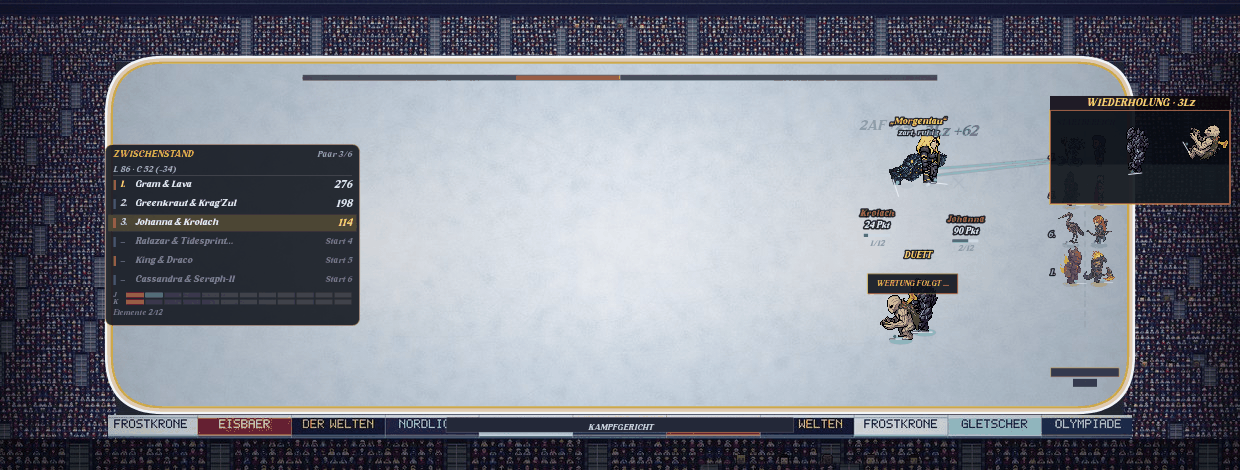 WIEDERHOLUNG · 3Lz
2AF
z +62
„Morgentau“
zart, ruhig
ZWISCHENSTAND Paar 3/6
L 86 · C 52 (-34)
1. Gram & Lava 276
2. Greenkraut & Krag'Zul 198
3. Johanna & Krolach 114
– Ralazar & Tidesprint... Start 4
– King & Draco Start 5
– Cassandra & Seraph-II Start 6
J
K
Elemente 2/12
Krolach
24 Pkt
1/12
Johanna
90 Pkt
2/12
DUETT
WERTUNG FOLGT ...
FROSTKRONE EISBAER DER WELTEN NORDLIC KAMPFGERICHT WELTEN FROSTKRONE GLETSCHER OLYMPIADE